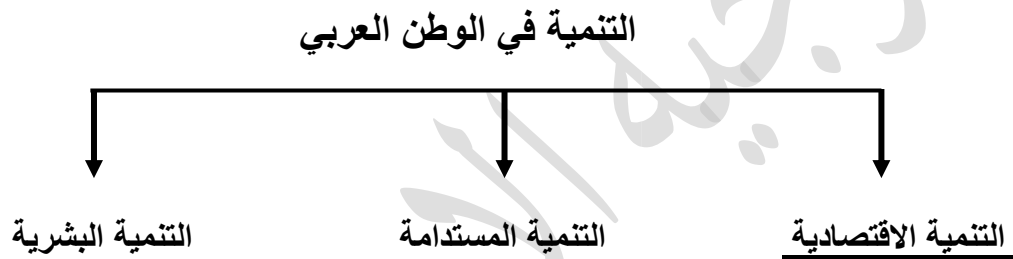 التنمية في الوطن العربي
التنمية الاقتصادية التنمية المستدامة التنمية البشرية